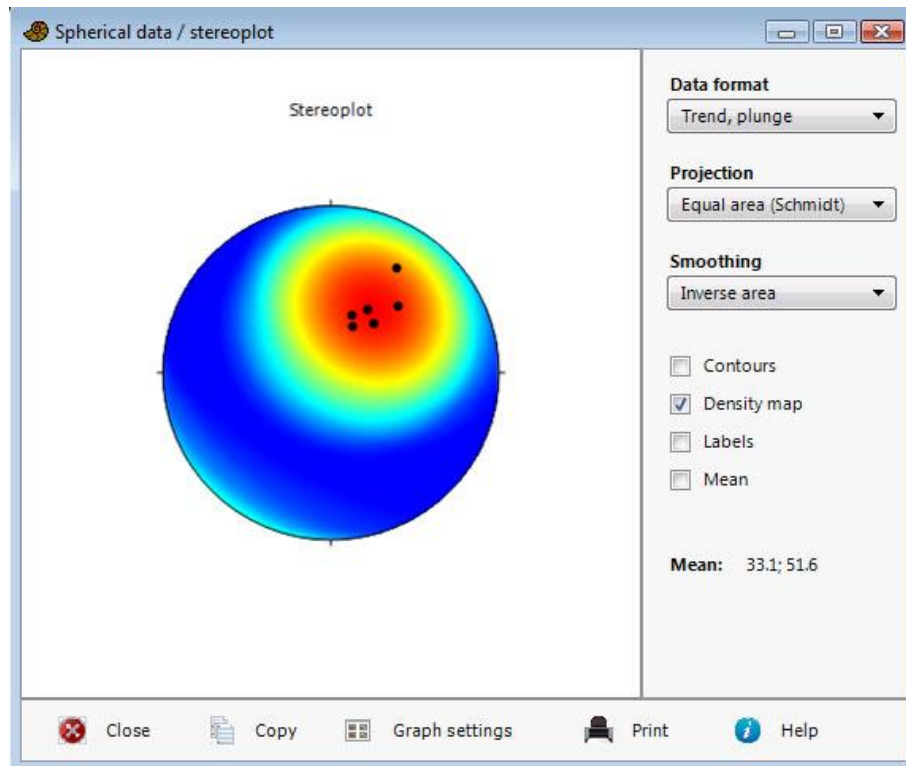 Spherical data / stereoplot
Stereoplot
Data format
Trend, plunge
Projection
Equal area (Schmidt)
Smoothing
Inverse area
Contours
Density map
Labels
Mean
Mean: 33.1; 51.6
Close Copy Graph settings Print Help